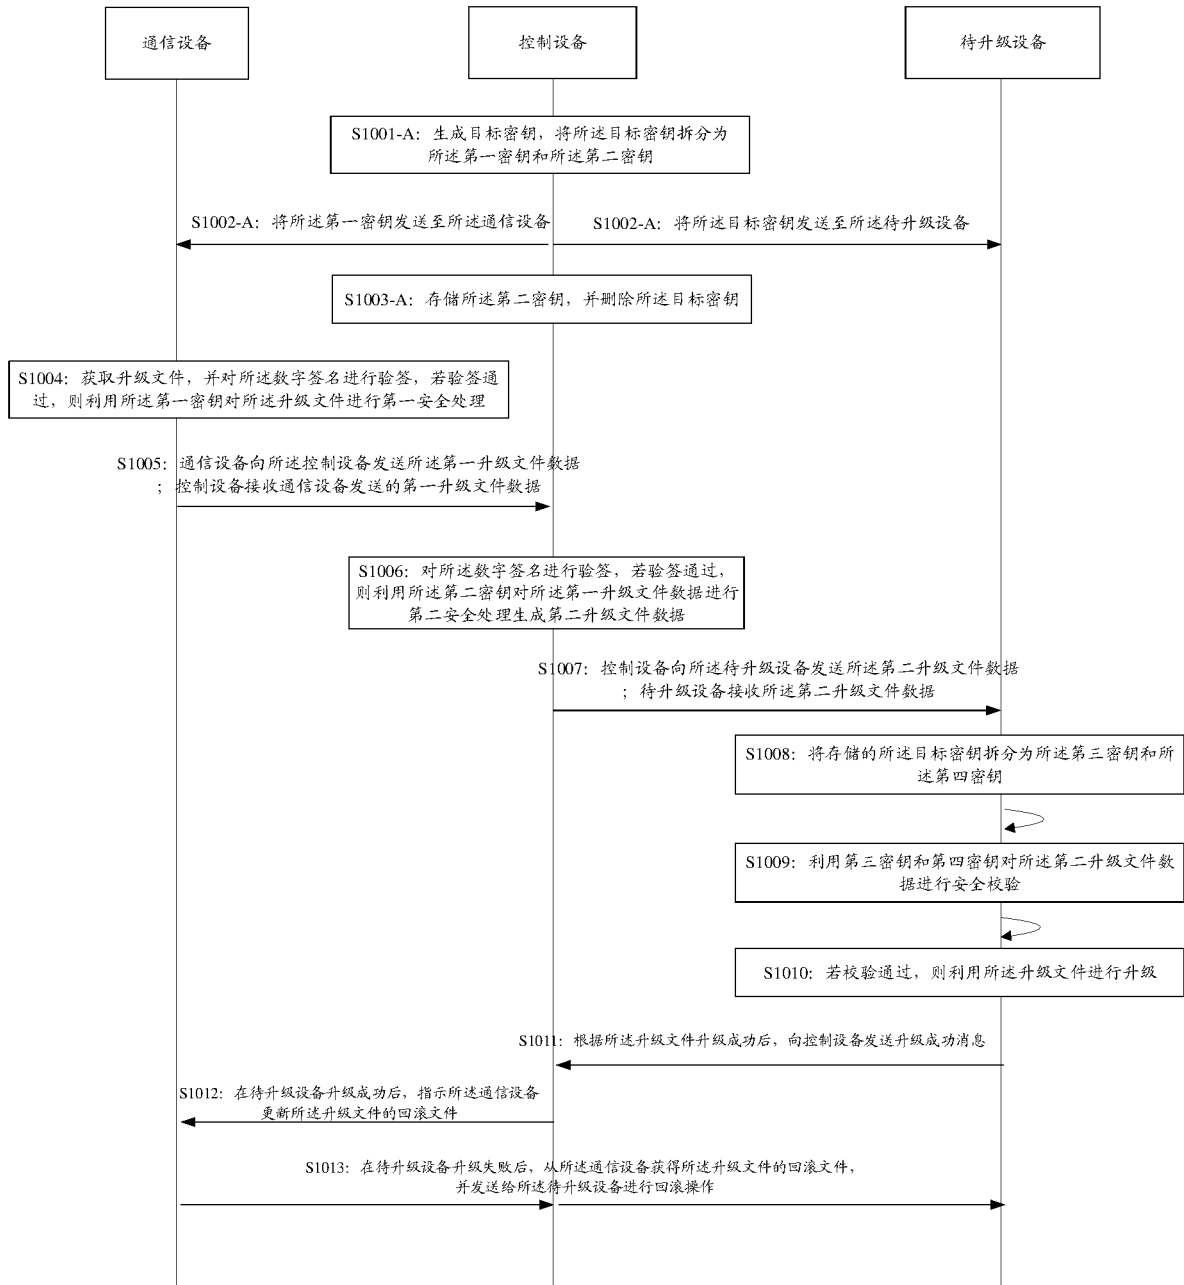 通信设备
控制设备
待升级设备
S1001-A：生成目标密钥，将所述目标密钥拆分为
所述第一密钥和所述第二密钥
S1002-A：将所述第一密钥发送至所述通信设备
S1002-A：将所述目标密钥发送至所述待升级设备
S1003-A：存储所述第二密钥，并删除所述目标密钥
S1004：获取升级文件，并对所述数字签名进行验签，若验签通
过，则利用所述第一密钥对所述升级文件进行第一安全处理
S1005：通信设备向所述控制设备发送所述第一升级文件数据
；控制设备接收通信设备发送的第一升级文件数据
S1006：对所述数字签名进行验签，若验签通过，
则利用所述第二密钥对所述第一升级文件数据进行
第二安全处理生成第二升级文件数据
S1007：控制设备向所述待升级设备发送所述第二升级文件数据
；待升级设备接收所述第二升级文件数据
S1008：将存储的所述目标密钥拆分为所述第三密钥和所
述第四密钥
S1009：利用第三密钥和第四密钥对所述第二升级文件数
据进行安全校验
S1010：若校验通过，则利用所述升级文件进行升级
S1011：根据所述升级文件升级成功后，向控制设备发送升级成功消息
S1012：在待升级设备升级成功后，指示所述通信设备
更新所述升级文件的回滚文件
S1013：在待升级设备升级失败后，从所述通信设备获得所述升级文件的回滚文件，
并发送给所述待升级设备进行回滚操作